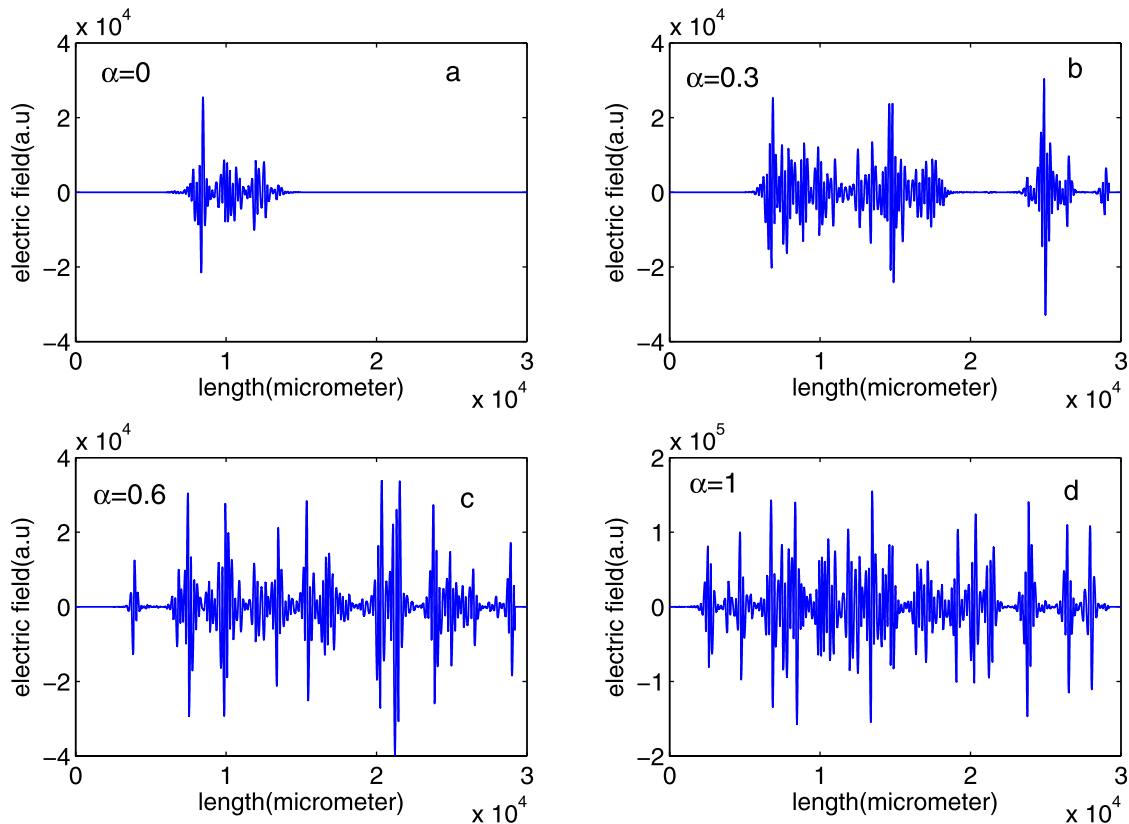 x 10^4
4
2
0
−2
−4
α=0
a
electric field(a.u)
0
1
2
3
length(micrometer)
x 10^4
x 10^4
4
2
0
−2
−4
α=0.3
b
electric field(a.u)
0
1
2
3
length(micrometer)
x 10^4
x 10^4
4
2
0
−2
−4
α=0.6
c
electric field(a.u)
0
1
2
3
length(micrometer)
x 10^4
x 10^5
2
1
0
−1
−2
α=1
d
electric field(a.u)
0
1
2
3
length(micrometer)
x 10^4